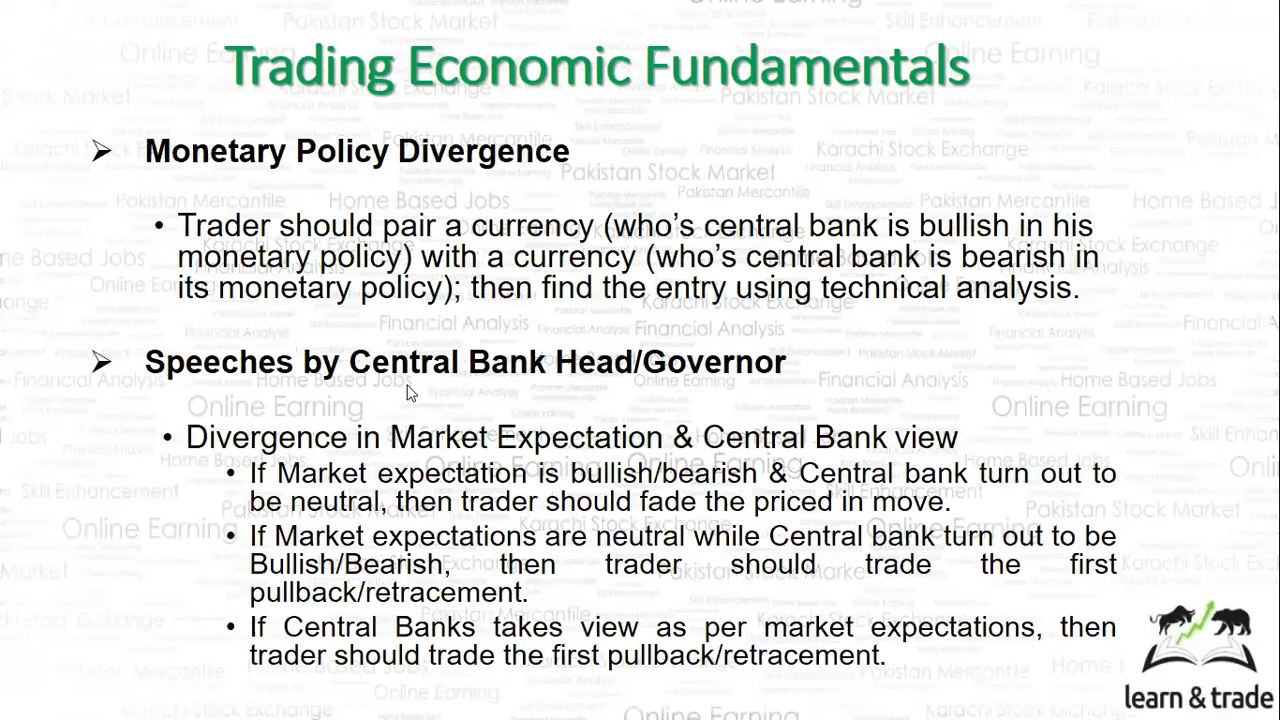 Trading Economic Fundamentals
➢ Monetary Policy Divergence
• Trader should pair a currency (who’s central bank is bullish in his
monetary policy) with a currency (who’s central bank is bearish in
its monetary policy); then find the entry using technical analysis.
➢ Speeches by Central Bank Head/Governor
• Divergence in Market Expectation & Central Bank view
• If Market expectation is bullish/bearish & Central bank turn out to
be neutral, then trader should fade the priced in move.
• If Market expectations are neutral while Central bank turn out to be
Bullish/Bearish, then trader should trade the first
pullback/retracement.
• If Central Banks takes view as per market expectations, then
trader should trade the first pullback/retracement.
learn & trade